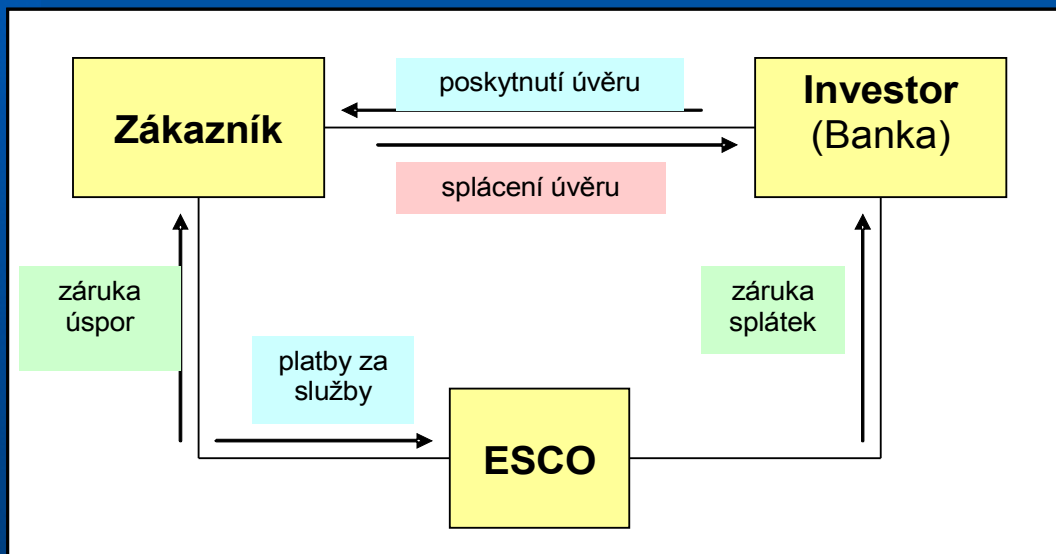 Zákazník
poskytnutí úvěru
Investor
(Banka)
splácení úvěru
záruka
úspor
platby za
služby
záruka
splátek
ESCO